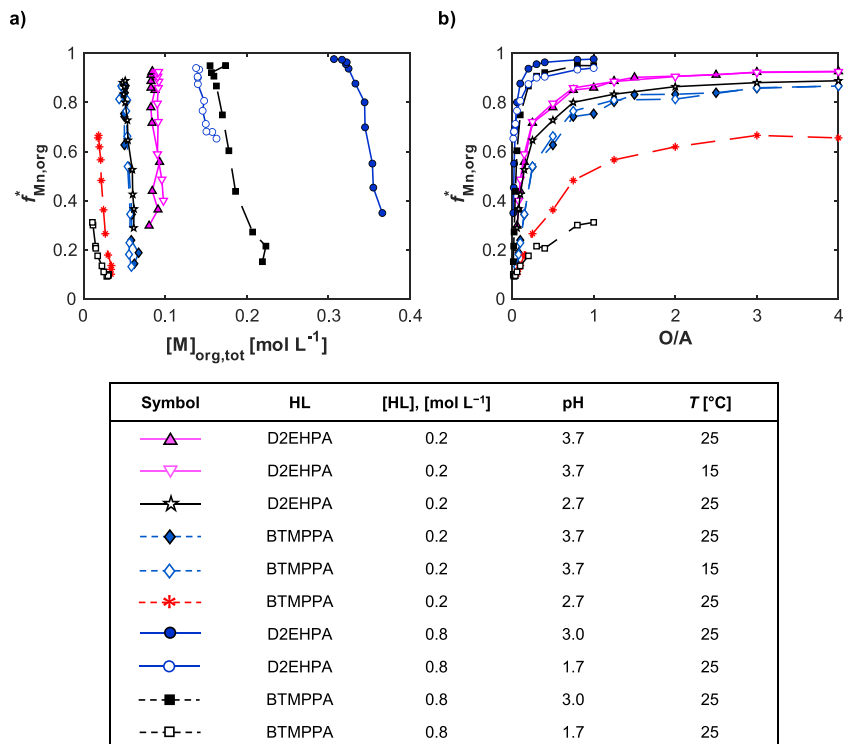 a)
b)
1
0.8
0.6
0.4
0.2
0
f*Mn,org
0 0.1 0.2 0.3 0.4
[M]org,tot [mol L-1]
1
0.8
0.6
0.4
0.2
0
f*Mn,org
0 1 2 3 4
O/A
Symbol HL [HL], [mol L−1] pH T [°C]
D2EHPA 0.2 3.7 25
D2EHPA 0.2 3.7 15
D2EHPA 0.2 2.7 25
BTMPPA 0.2 3.7 25
BTMPPA 0.2 3.7 15
BTMPPA 0.2 2.7 25
D2EHPA 0.8 3.0 25
D2EHPA 0.8 1.7 25
BTMPPA 0.8 3.0 25
BTMPPA 0.8 1.7 25